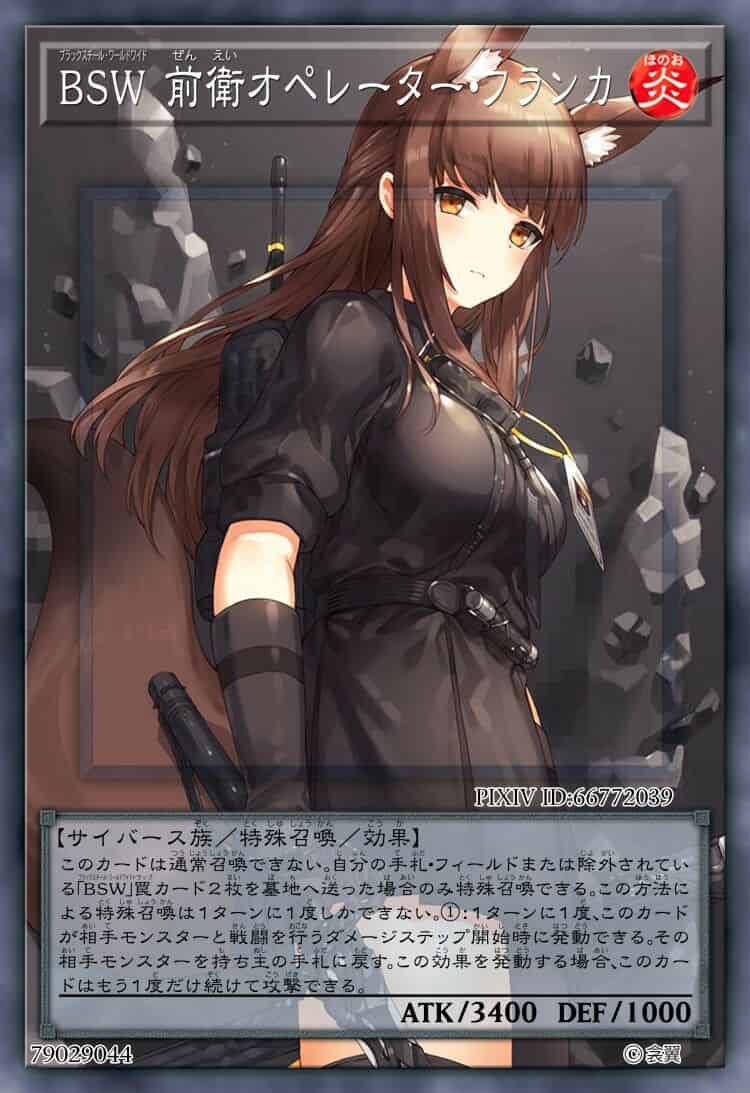 ブラックスチール・ワールドワイド ぜん えい
BSW 前衛オペレーター・フランカ
ほのお
炎
PIXIV ID:66772039
【サイバース族／特殊召喚／効果】
このカードは通常召喚できない。自分の手札・フィールドまたは除外されてい
る「BSW」罠カード2枚を墓地へ送った場合のみ特殊召喚できる。この方法に
よる特殊召喚は1ターンに1度しかできない。①：1ターンに1度、このカード
が相手モンスターと戦闘を行うダメージステップ開始時に発動できる。その
相手モンスターを持ち主の手札に戻す。この効果を発動する場合、このカー
ドはもう1度だけ続けて攻撃できる。
ATK/3400 DEF/1000
79029044